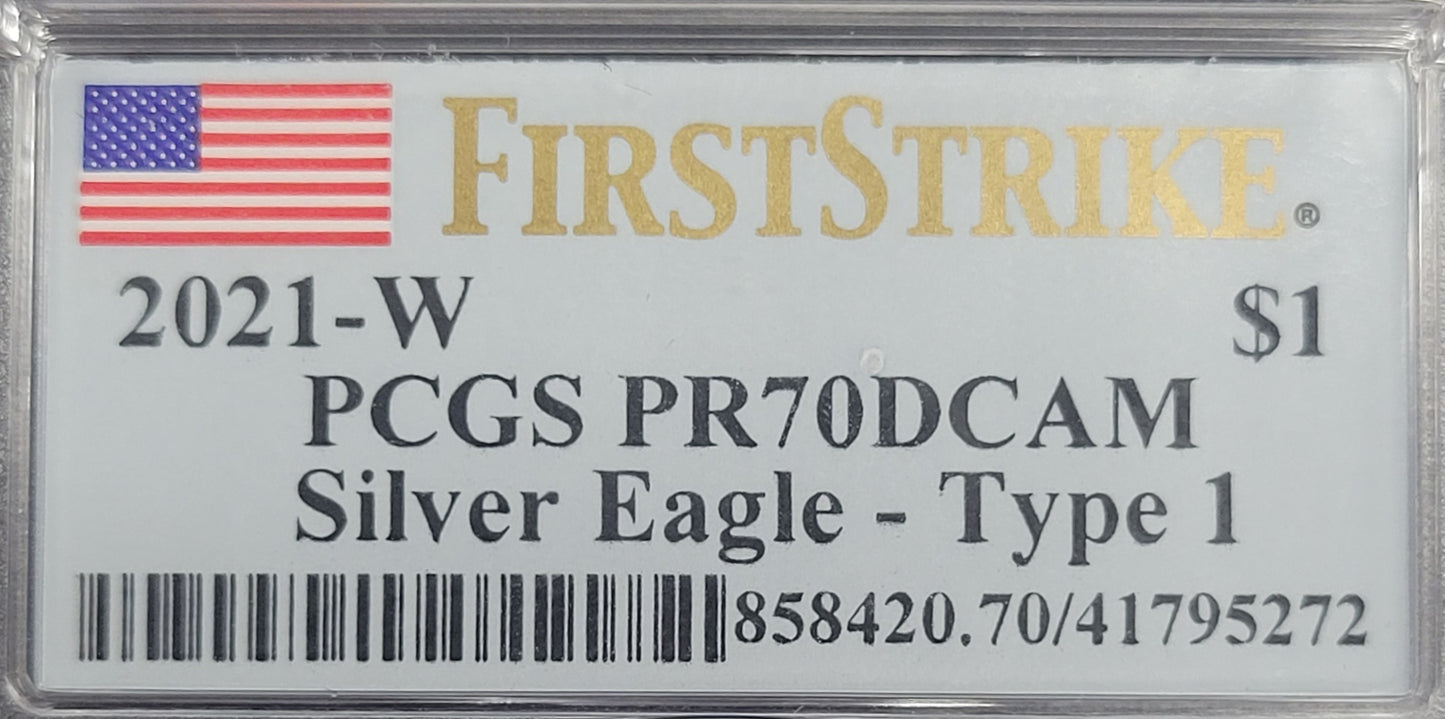 FIRSTSTRIKE®
2021-W $1
PCGS PR70DCAM
Silver Eagle - Type 1
858420.70/41795272